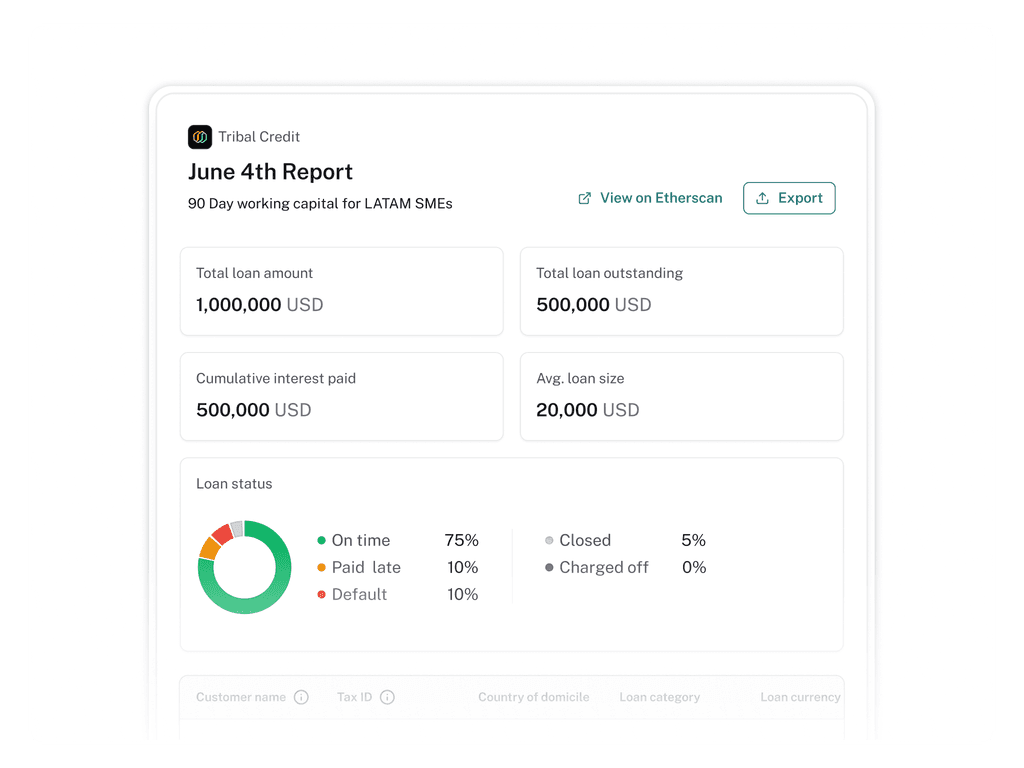 Tribal Credit
June 4th Report
90 Day working capital for LATAM SMEs
View on Etherscan
Export
Total loan amount
1,000,000 USD
Total loan outstanding
500,000 USD
Cumulative interest paid
500,000 USD
Avg. loan size
20,000 USD
Loan status
On time 75%
Paid late 10%
Default 10%
Closed 5%
Charged off 0%
Customer name Tax ID Country of domicile Loan category Loan currency